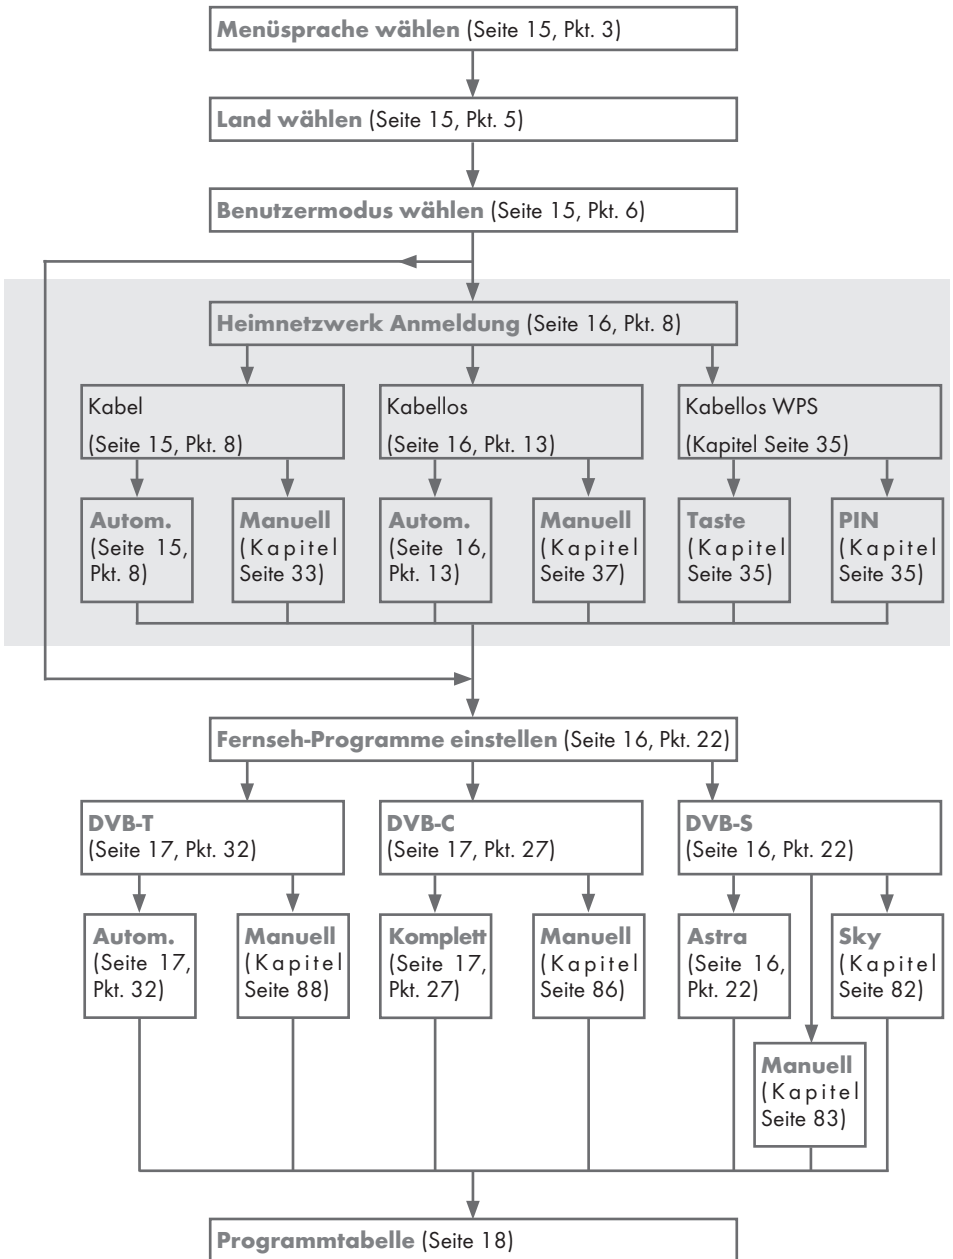 Menüsprache wählen (Seite 15, Pkt. 3)
Land wählen (Seite 15, Pkt. 5)
Benutzermodus wählen (Seite 15, Pkt. 6)
Heimnetzwerk Anmeldung (Seite 16, Pkt. 8)
Kabel
(Seite 15, Pkt. 8)
Kabellos
(Seite 16, Pkt. 13)
Kabellos WPS
(Kapitel Seite 35)
Autom.
(Seite 15,
Pkt. 8)
Manuell
(Kapitel
Seite 33)
Autom.
(Seite 16,
Pkt. 13)
Manuell
(Kapitel
Seite 37)
Taste
(Kapitel
Seite 35)
PIN
(Kapitel
Seite 35)
Fernseh-Programme einstellen (Seite 16, Pkt. 22)
DVB-T
(Seite 17, Pkt. 32)
DVB-C
(Seite 17, Pkt. 27)
DVB-S
(Seite 16, Pkt. 22)
Autom.
(Seite 17,
Pkt. 32)
Manuell
(Kapitel
Seite 88)
Komplett
(Seite 17,
Pkt. 27)
Manuell
(Kapitel
Seite 86)
Astra
(Seite 16,
Pkt. 22)
Sky
(Kapitel
Seite 82)
Manuell
(Kapitel
Seite 83)
Programmtabelle (Seite 18)